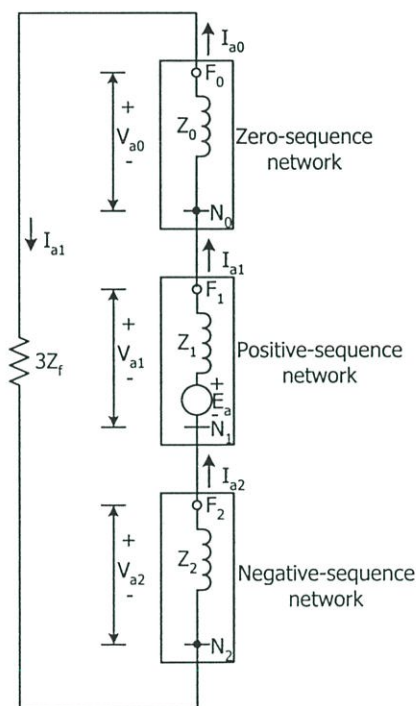 I_a0
F_0
+
V_a0
-
Z_0
Zero-sequence
network
N_0
I_a1
I_a1
F_1
+
V_a1
-
Z_1
Positive-sequence
network
3Z_f
+
E_a
-
N_1
I_a2
F_2
+
V_a2
-
Z_2
Negative-sequence
network
N_2